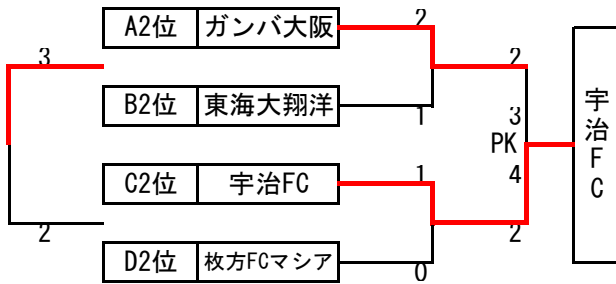 A2位 ガンバ大阪 2
3 2
B2位 東海大翔洋 1
3
PK
4
C2位 宇治FC 1
2 2
D2位 枚方FCマシア 0
宇治FC